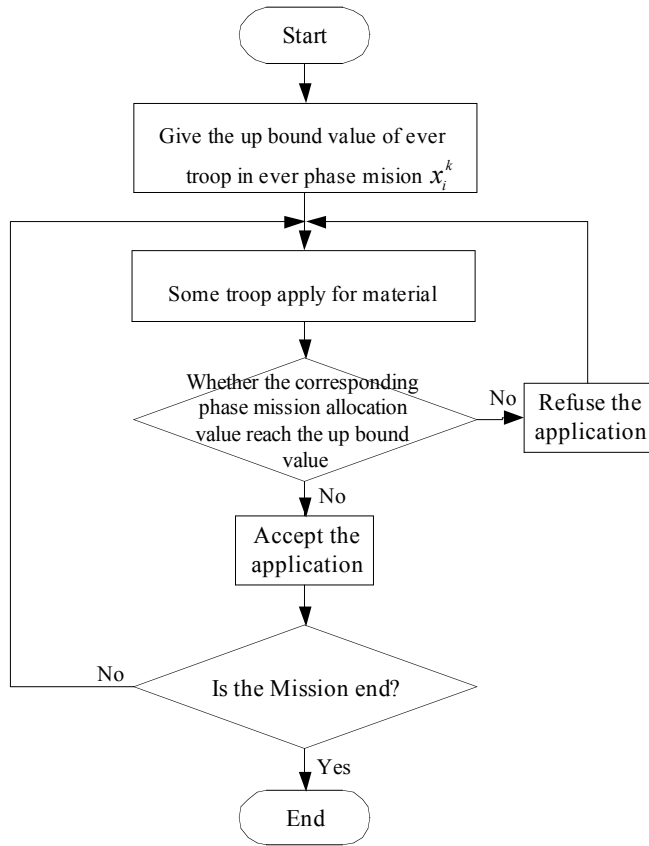 Start
Give the up bound value of ever
troop in ever phase mision $x_i^k$
Some troop apply for material
Whether the corresponding
phase mission allocation
value reach the up bound
value
No
Refuse the
application
No
Accept the
application
No
Is the Mission end?
Yes
End